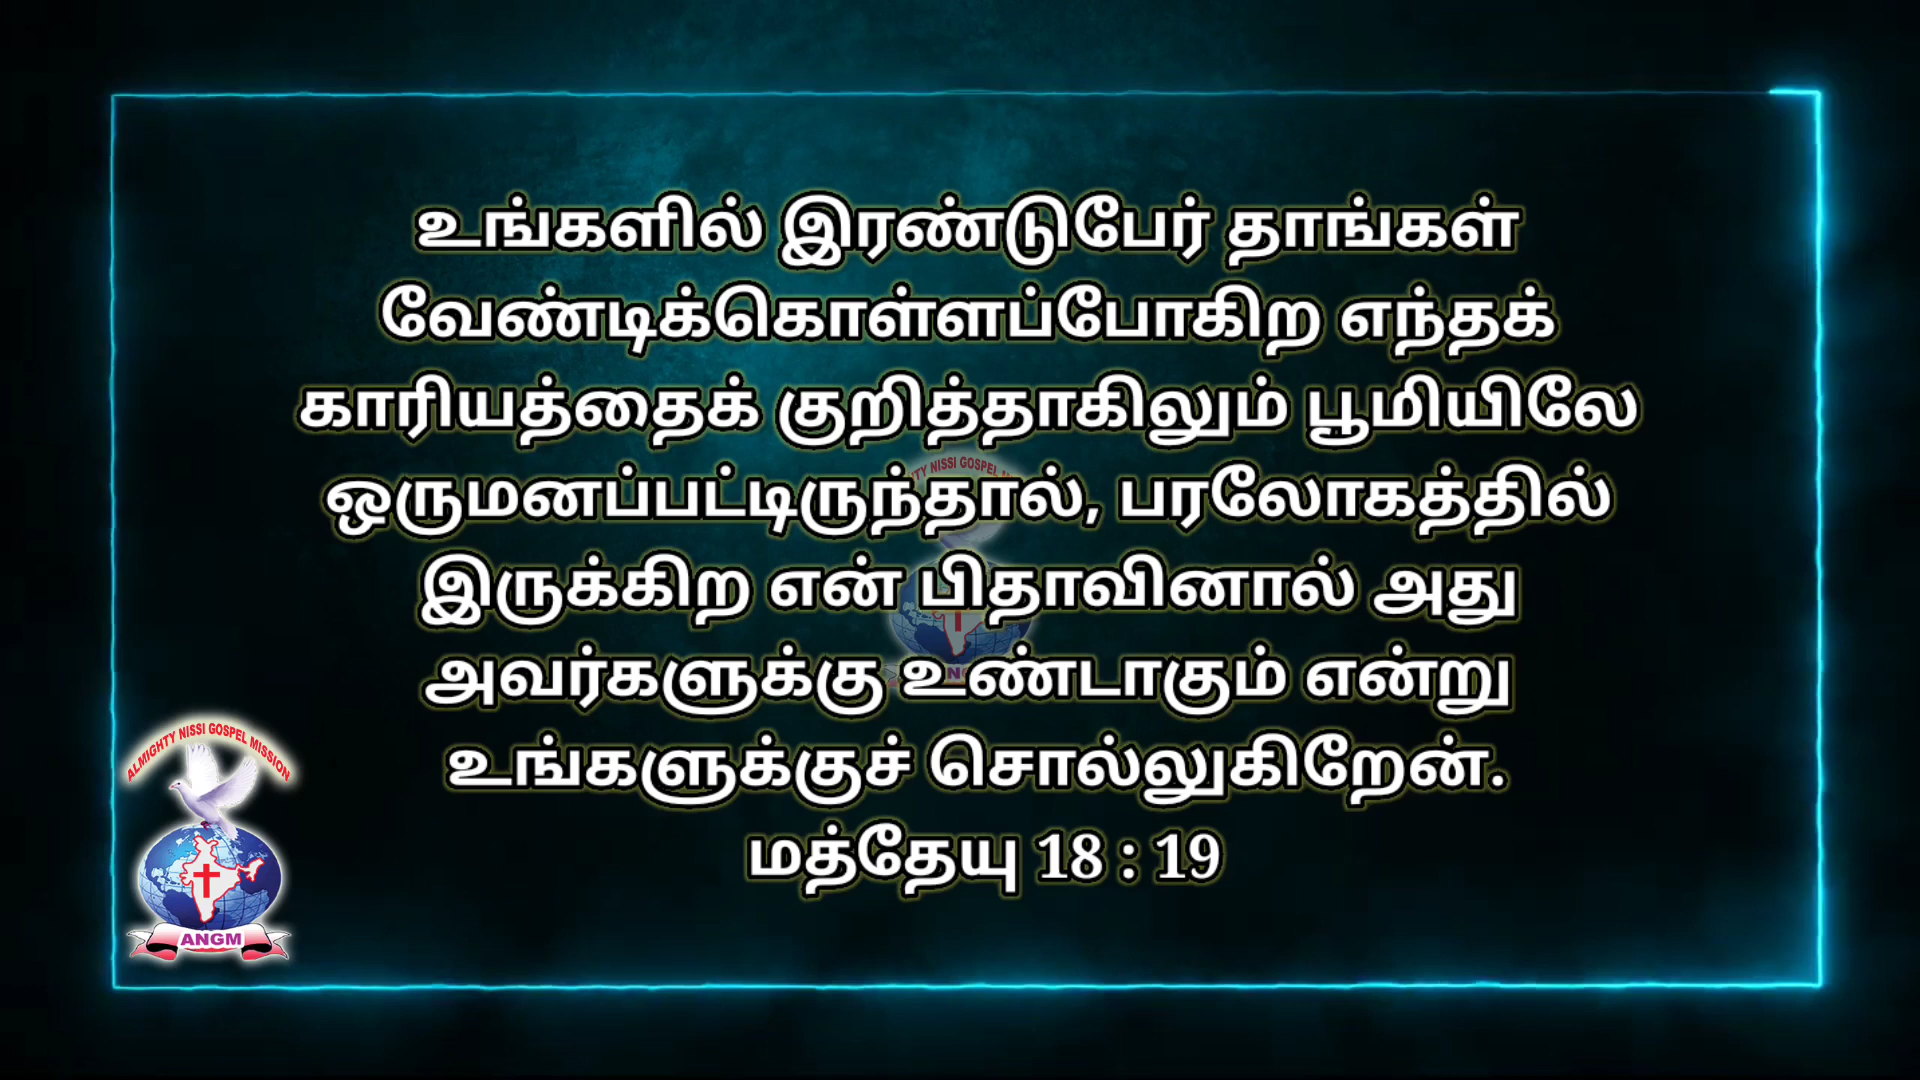 உங்களில் இரண்டுபேர் தாங்கள்
வேண்டிக்கொள்ளப்போகிற எந்தக்
காரியத்தைக் குறித்தாகிலும் பூமியிலே
ஒருமனப்பட்டிருந்தால், பரலோகத்தில்
இருக்கிற என் பிதாவினால் அது
அவர்களுக்கு உண்டாகும் என்று
உங்களுக்குச் சொல்லுகிறேன்.
மத்தேயு 18 : 19
ALMIGHTY NISSI GOSPEL MISSION
ANGM